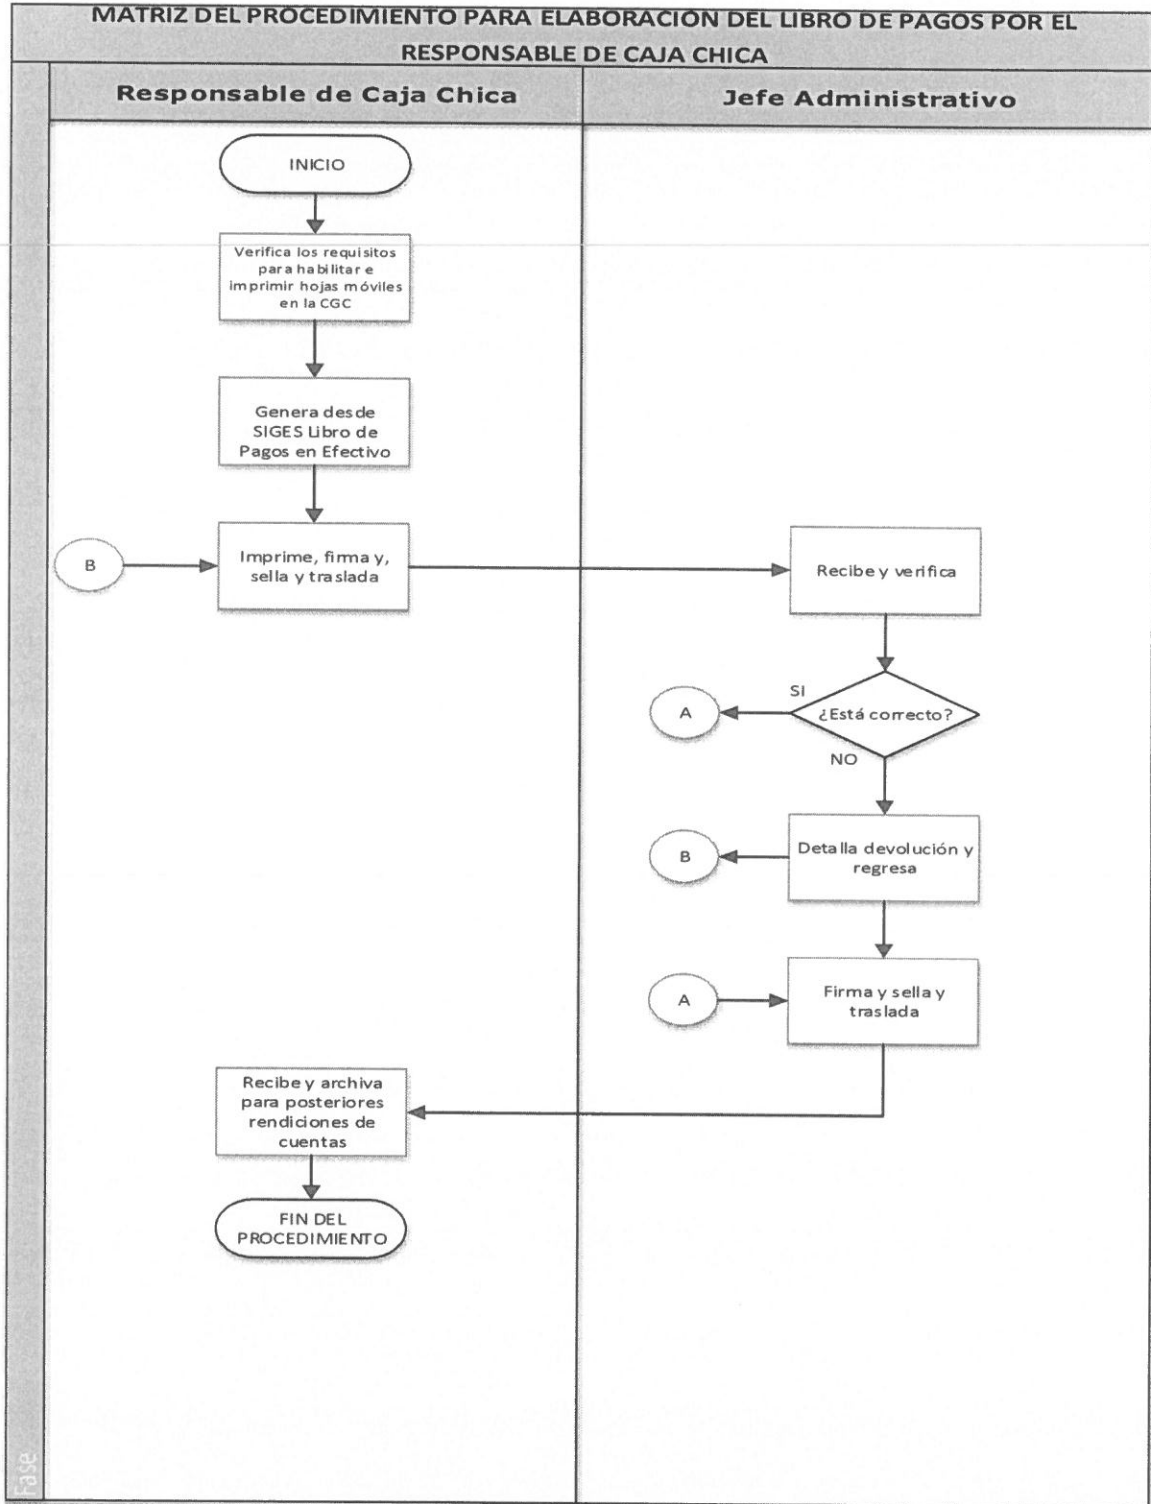 MATRIZ DEL PROCEDIMIENTO PARA ELABORACION DEL LIBRO DE PAGOS POR EL
RESPONSABLE DE CAJA CHICA
Responsable de Caja Chica
Jefe Administrativo
INICIO
Verifica los requisitos
para habilitar e
imprimir hojas móviles
en la CGC
Genera desde
SIGES Libro de
Pagos en Efectivo
B
Imprime, firma y,
sella y traslada
Recibe y verifica
SI
A
¿Está correcto?
NO
B
Detalla devolución y
regresa
A
Firma y sella y
traslada
Recibe y archiva
para posteriores
rendiciones de
cuentas
FIN DEL
PROCEDIMIENTO
Fase